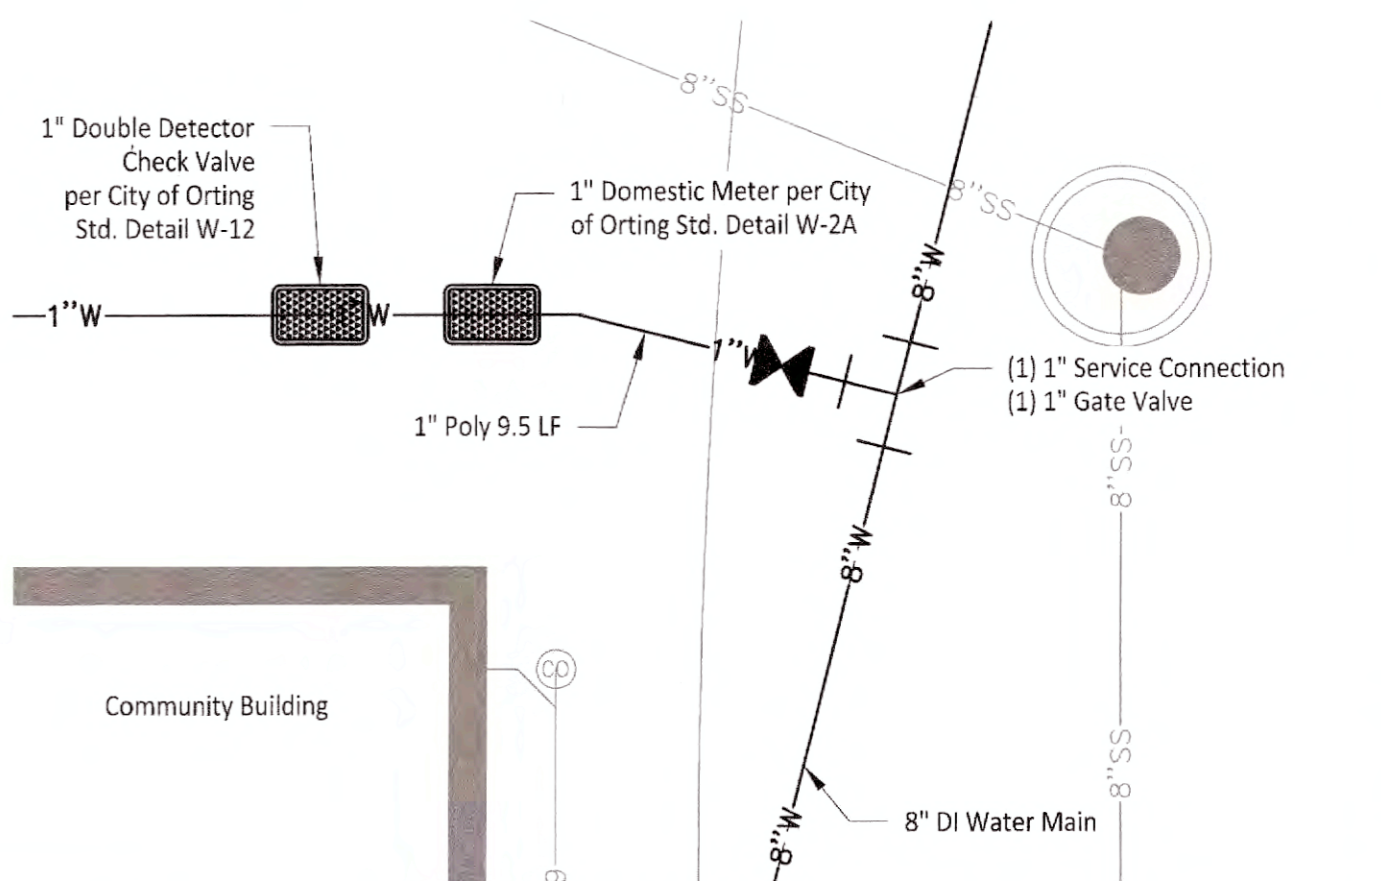 8"SS
1" Double Detector
Check Valve
per City of Orting
Std. Detail W-12
1" Domestic Meter per City
of Orting Std. Detail W-2A
8"SS
8"W
1"W
W
1"W
(1) 1" Service Connection
(1) 1" Gate Valve
1" Poly 9.5 LF
8"SS
8"W
CO
Community Building
8"SS
8" DI Water Main
8"W